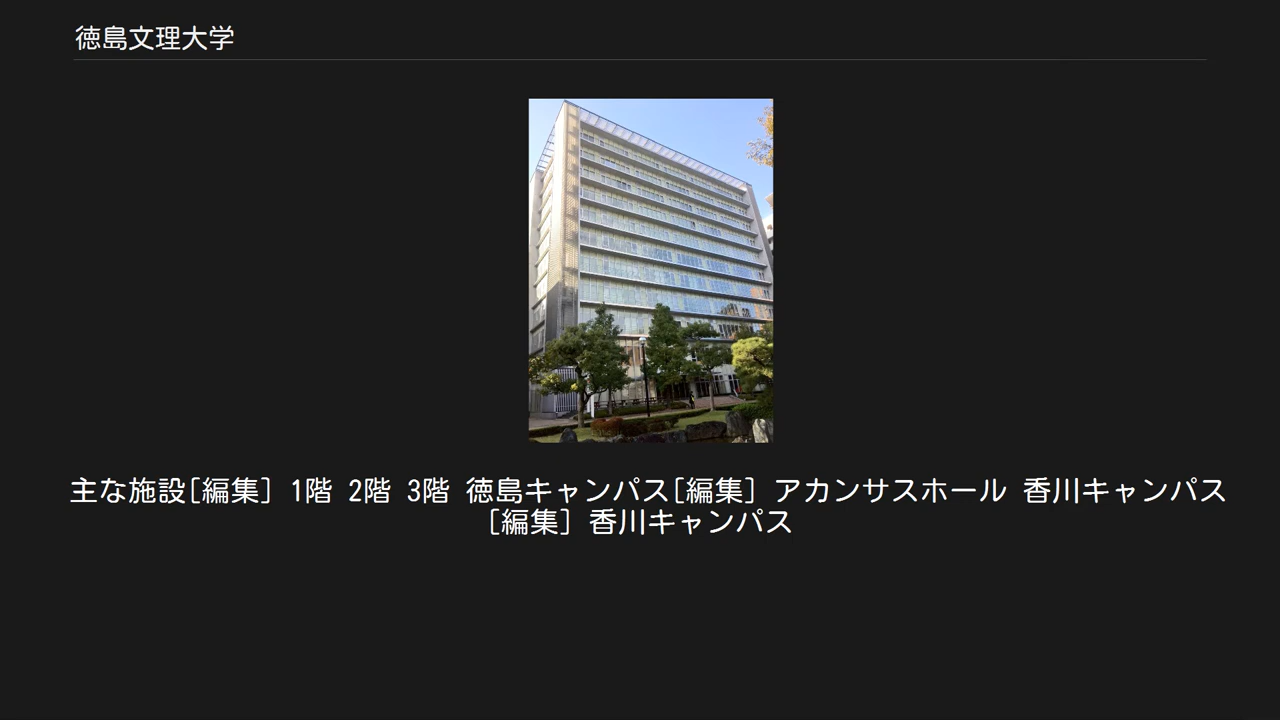 徳島文理大学
主な施設[編集] 1階 2階 3階 徳島キャンパス[編集] アカンサスホール 香川キャンパス
[編集] 香川キャンパス